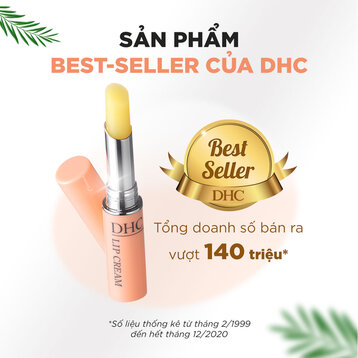 SẢN PHẨM
BEST-SELLER CỦA DHC
Best
Seller
DHC
DHC
LIP CREAM
Tổng doanh số bán ra
vượt 140 triệu*
*Số liệu thống kê từ tháng 2/1999
đến hết tháng 12/2020